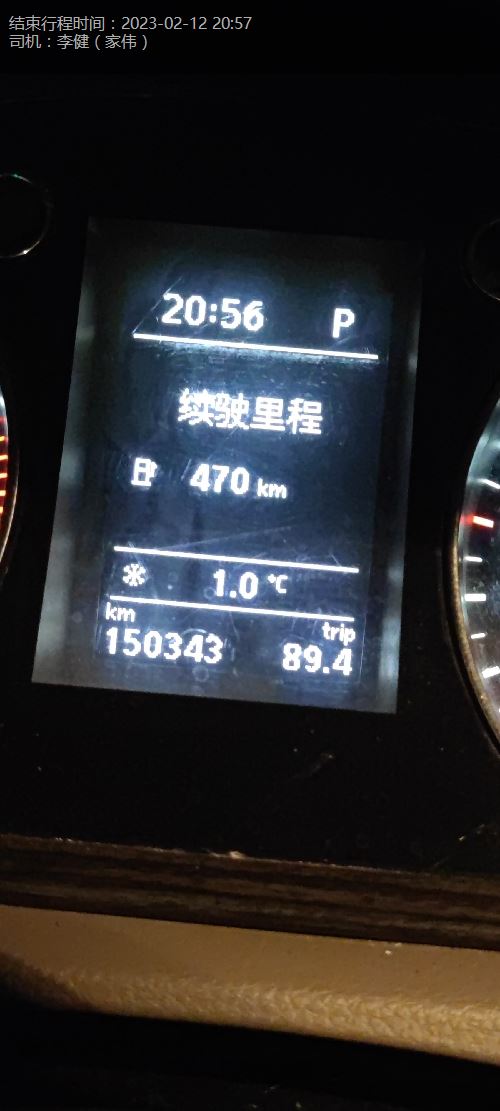 结束行程时间：2023-02-12 20:57
司机：李健（家伟）
20:56 P
续驶里程
470 km
1.0 ℃
km
trip
150343 89.4